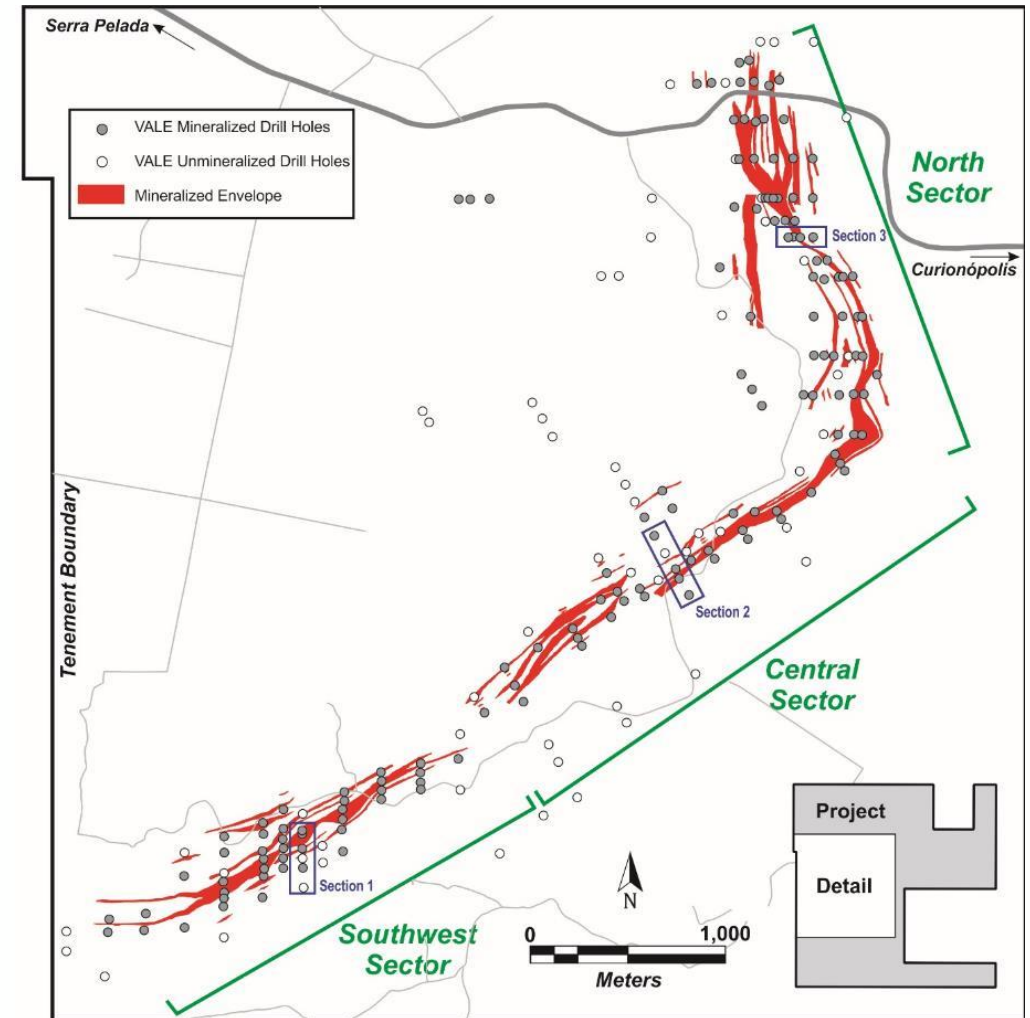 Serra Pelada
VALE Mineralized Drill Holes
VALE Unmineralized Drill Holes
Mineralized Envelope
North
Sector
Section 3
Curionópolis
Tenement Boundary
Section 2
Central
Sector
Section 1
Southwest
Sector
N
0
1,000
Meters
Project
Detail